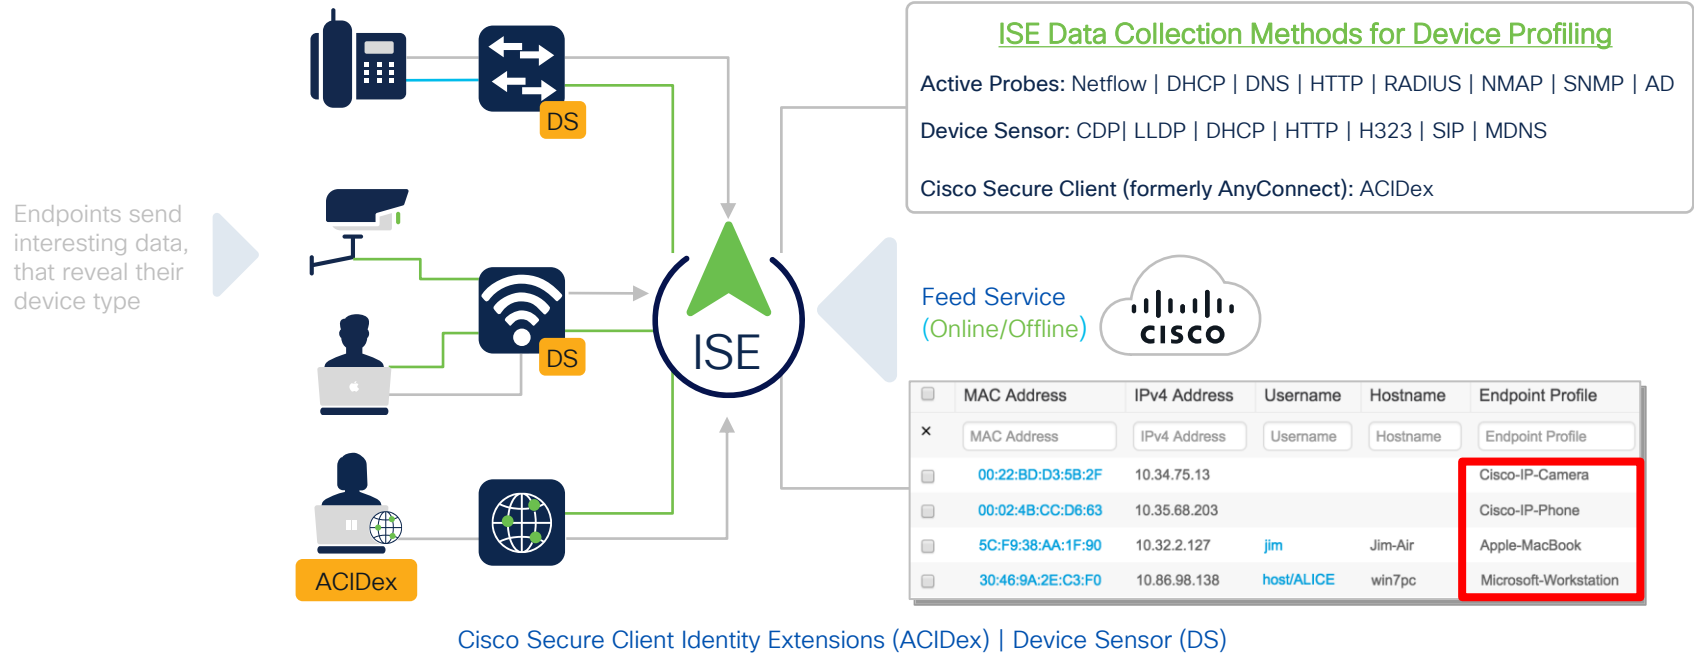 ISE Data Collection Methods for Device Profiling
Active Probes: Netflow | DHCP | DNS | HTTP | RADIUS | NMAP | SNMP | AD
Device Sensor: CDP| LLDP | DHCP | HTTP | H323 | SIP | MDNS
Cisco Secure Client (formerly AnyConnect): ACIDex
DS
Endpoints send
interesting data,
that reveal their
device type
DS
ISE
Feed Service
(Online/Offline)
CISCO
MAC Address IPv4 Address Username Hostname Endpoint Profile
× MAC Address IPv4 Address Username Hostname Endpoint Profile
00:22:BD:D3:5B:2F 10.34.75.13 Cisco-IP-Camera
00:02:4B:CC:D6:63 10.35.68.203 Cisco-IP-Phone
5C:F9:38:AA:1F:90 10.32.2.127 jim Jim-Air Apple-MacBook
30:46:9A:2E:C3:F0 10.86.98.138 host/ALICE win7pc Microsoft-Workstation
ACIDex
Cisco Secure Client Identity Extensions (ACIDex) | Device Sensor (DS)